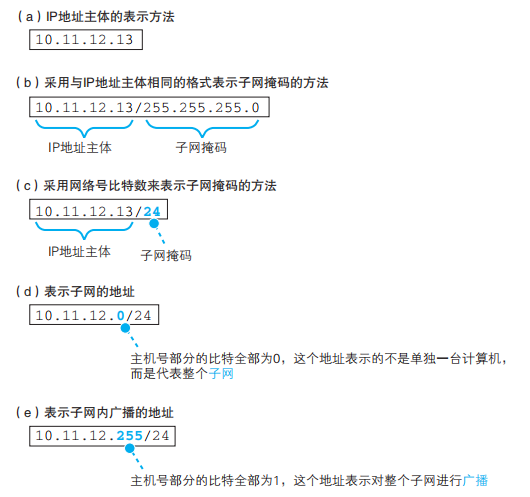 （a）IP地址主体的表示方法
10.11.12.13
（b）采用与IP地址主体相同的格式表示子网掩码的方法
10.11.12.13/255.255.255.0
IP地址主体 子网掩码
（c）采用网络号比特数来表示子网掩码的方法
10.11.12.13/24
IP地址主体 子网掩码
（d）表示子网的地址
10.11.12.0/24
主机号部分的比特全部为0，这个地址表示的不是单独一台计算机，
而是代表整个子网
（e）表示子网内广播的地址
10.11.12.255/24
主机号部分的比特全部为1，这个地址表示对整个子网进行广播